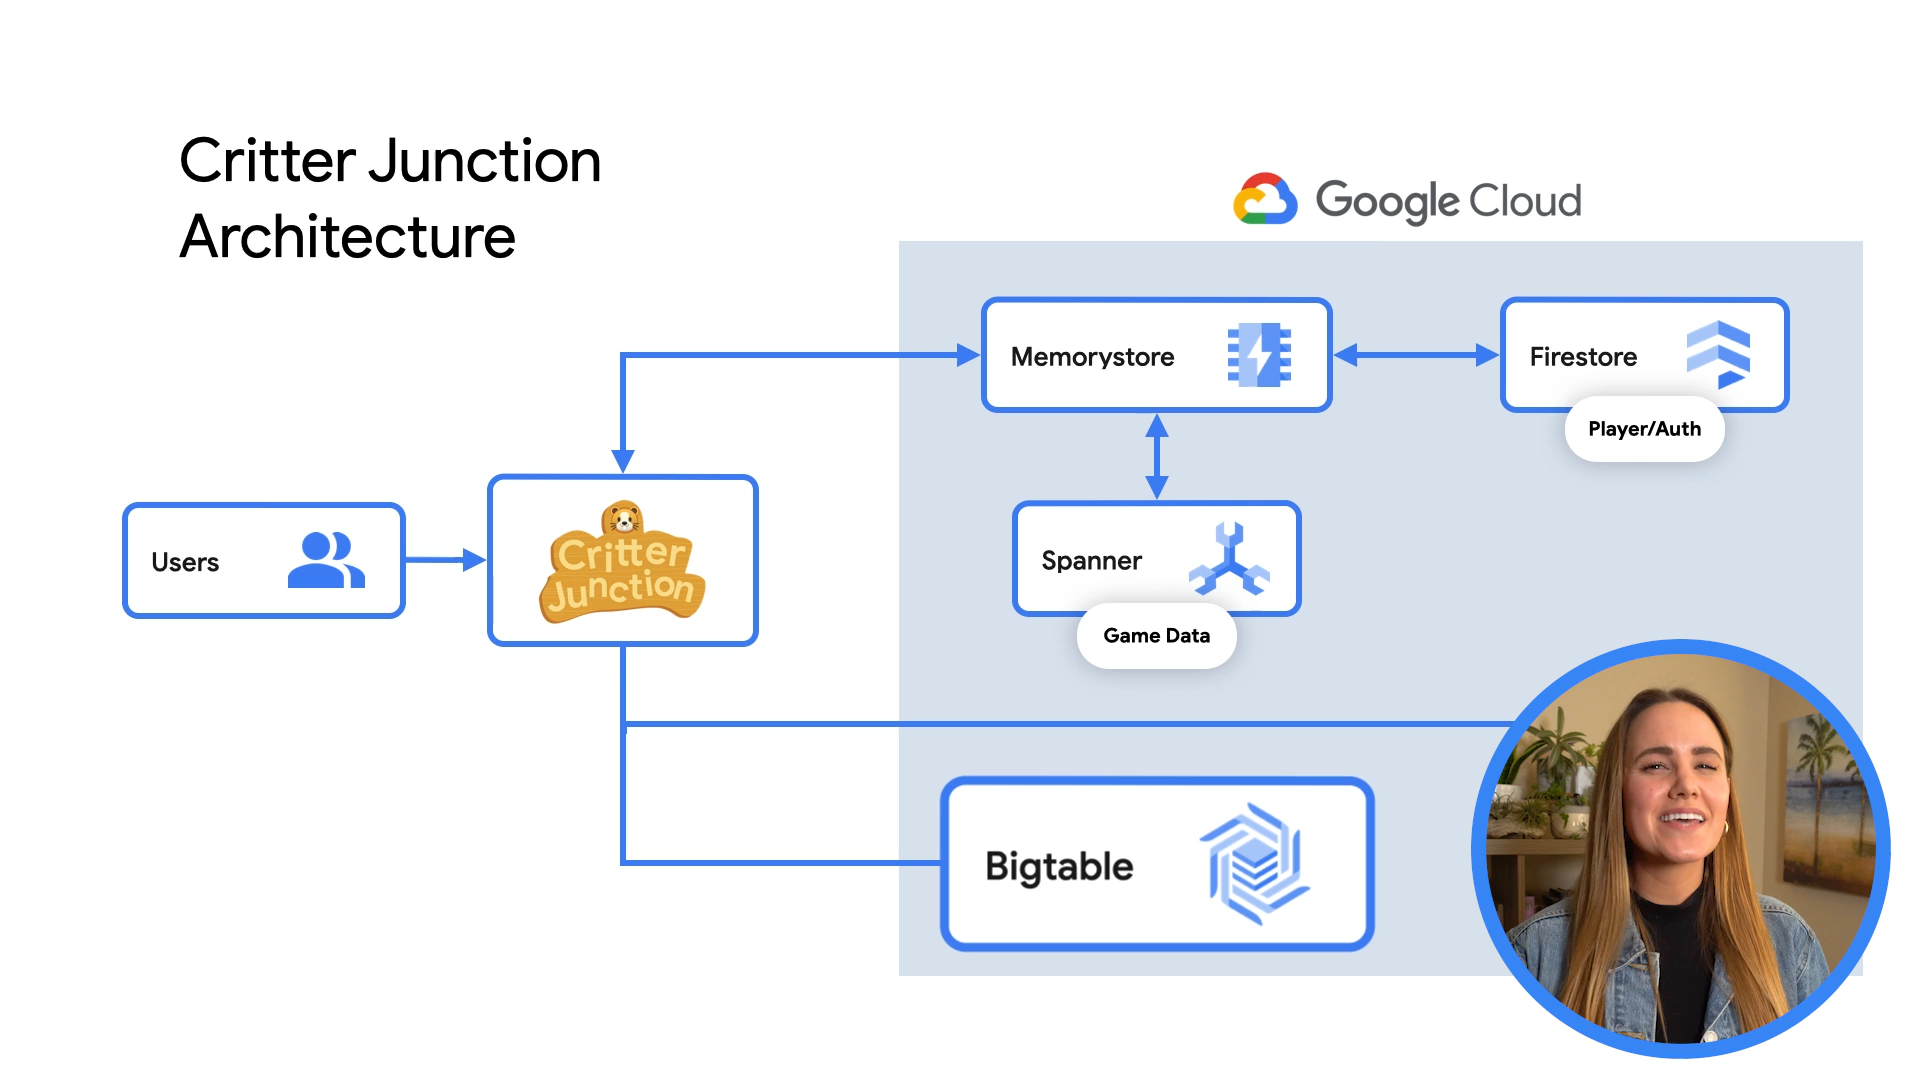 Critter Junction
Architecture
Google Cloud
Memorystore
Firestore
Player/Auth
Users
Critter
Junction
Spanner
Game Data
Bigtable